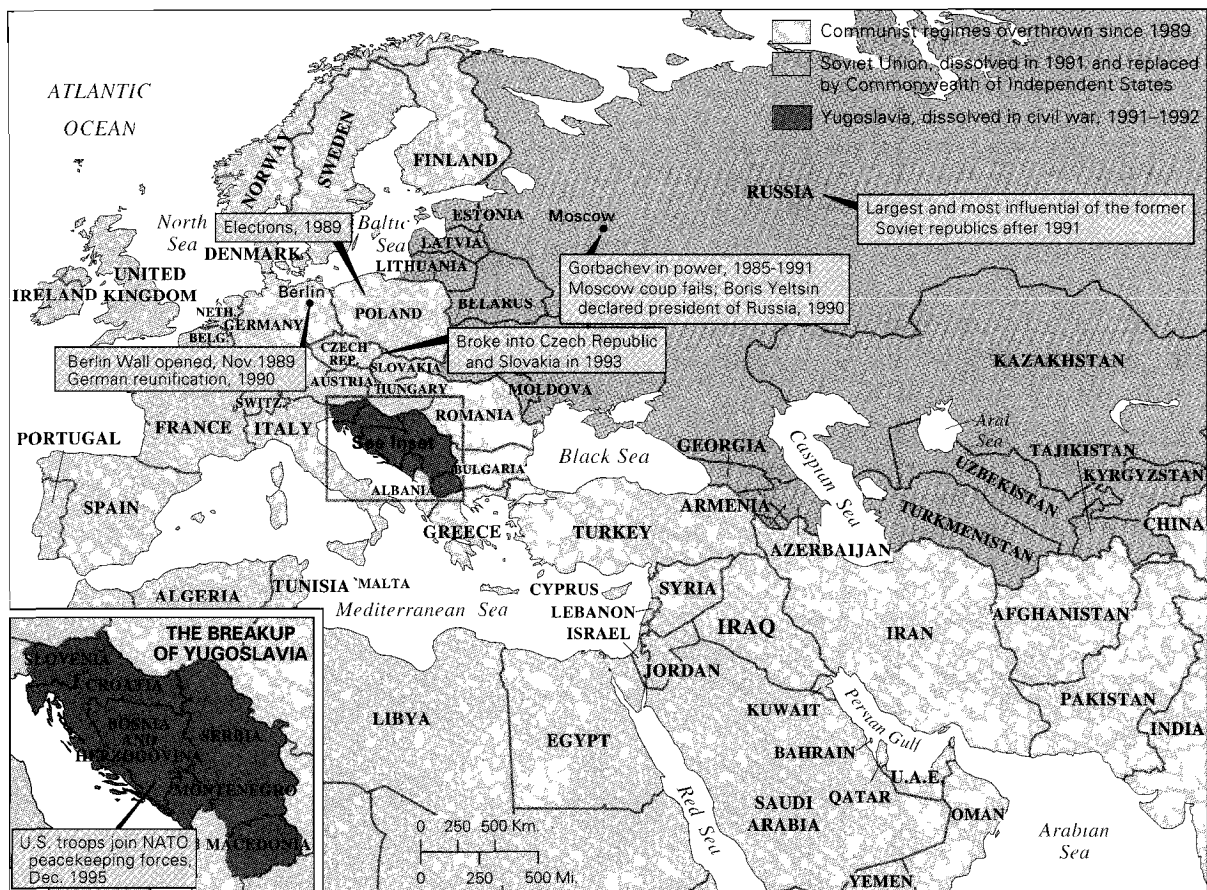 Communist regimes overthrown since 1989
Soviet Union, dissolved in 1991 and replaced
by Commonwealth of Independent States
Yugoslavia, dissolved in civil war, 1991–1992
ATLANTIC
OCEAN
NORWAY
SWEDEN
FINLAND
RUSSIA
Largest and most influential of the former
Soviet republics after 1991
North
Sea
Elections, 1989
Baltic
Sea
ESTONIA
Moscow
LATVIA
LITHUANIA
DENMARK
Gorbachev in power, 1985-1991
Moscow coup fails; Boris Yeltsin
declared president of Russia, 1990
IRELAND
UNITED
KINGDOM
Berlin
NETH.
GERMANY
BELG.
POLAND
BELARUS
Berlin Wall opened, Nov 1989
German reunification, 1990
CZECH
REP.
Broke into Czech Republic
and Slovakia in 1993
SLOVAKIA
AUSTRIA
HUNGARY
MOLDOVA
KAZAKHSTAN
SWITZ.
FRANCE
ITALY
ROMANIA
See Inset
PORTUGAL
SPAIN
BULGARIA
ALBANIA
Black Sea
GEORGIA
Caspian Sea
Aral
Sea
TAJIKISTAN
UZBEKISTAN
KYRGYZSTAN
GREECE
TURKEY
ARMENIA
AZERBAIJAN
TURKMENISTAN
CHINA
ALGERIA
TUNISIA
MALTA
Mediterranean Sea
CYPRUS
LEBANON
ISRAEL
SYRIA
IRAQ
IRAN
AFGHANISTAN
JORDAN
PAKISTAN
INDIA
LIBYA
EGYPT
KUWAIT
Persian Gulf
BAHRAIN
U.A.E.
QATAR
SAUDI
ARABIA
OMAN
Red Sea
YEMEN
Arabian
Sea
0 250 500 Km.
0 250 500 Mi.
THE BREAKUP
OF YUGOSLAVIA
SLOVENIA
CROATIA
BOSNIA
AND
HERZEGOVINA
SERBIA
MONTENEGRO
MACEDONIA
U.S. troops join NATO
peacekeeping forces,
Dec. 1995